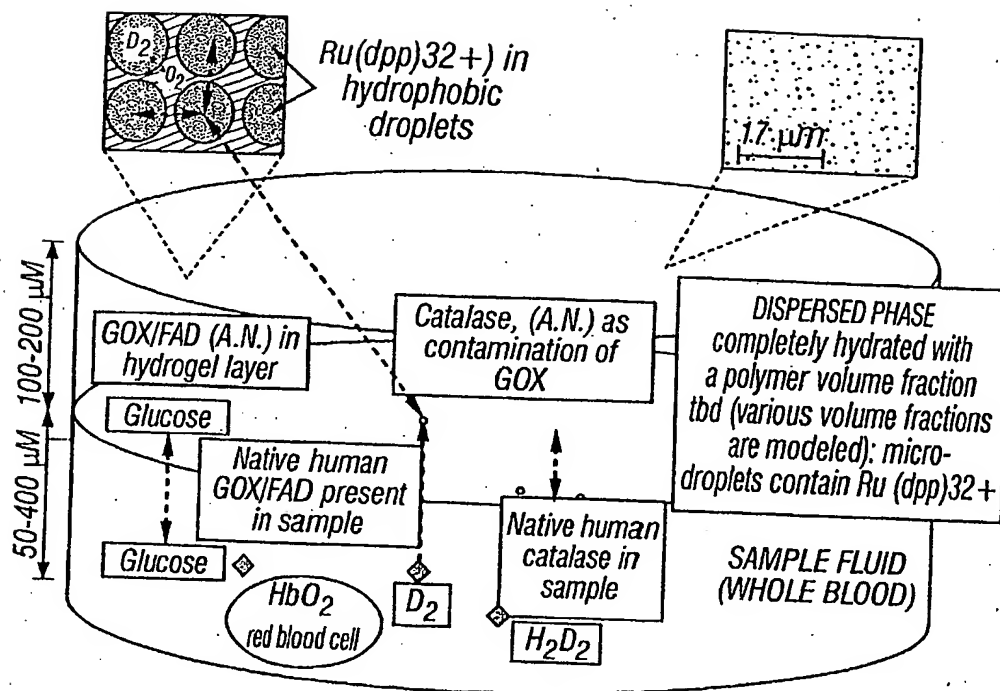 D2
O2
Ru(dpp)32+) in
hydrophobic
droplets
17 µm
100-200 µM
50-400 µM
GOX/FAD (A.N.) in
hydrogel layer
Catalase, (A.N.) as
contamination of
GOX
DISPERSED PHASE
completely hydrated with
a polymer volume fraction
tbd (various volume fractions
are modeled): micro-
droplets contain Ru (dpp)32+
Glucose
Native human
GOX/FAD present
in sample
Glucose
HbO2
red blood cell
D2
Native human
catalase in
sample
H2D2
SAMPLE FLUID
(WHOLE BLOOD)